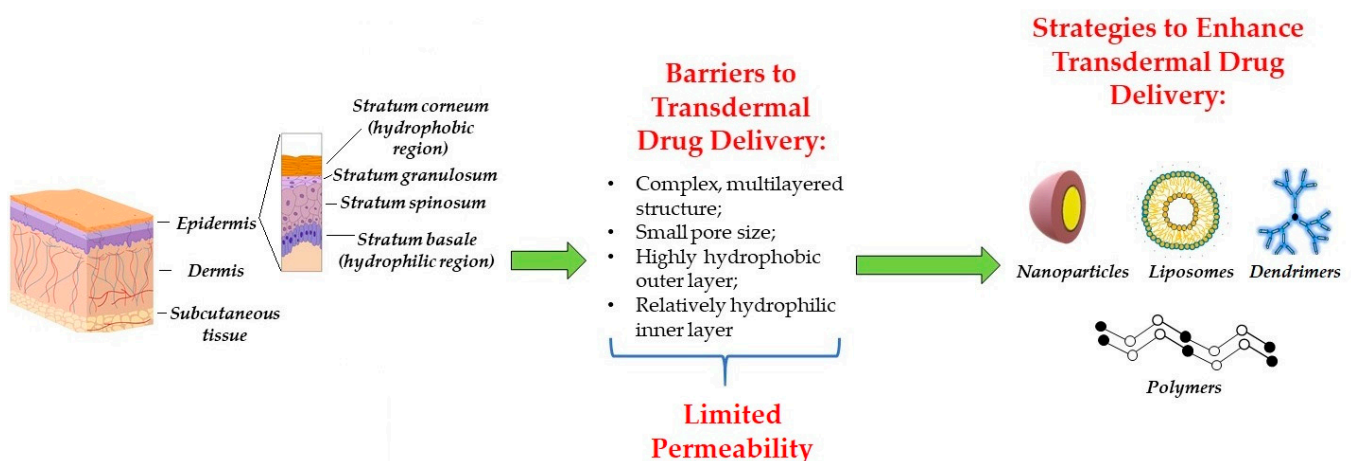 Epidermis
Dermis
Subcutaneous
tissue
Stratum corneum
(hydrophobic
region)
Stratum granulosum
Stratum spinosum
Stratum basale
(hydrophilic region)
Barriers to
Transdermal
Drug Delivery:
• Complex, multilayered
structure;
• Small pore size;
• Highly hydrophobic
outer layer;
• Relatively hydrophilic
inner layer
Limited
Permeability
Strategies to Enhance
Transdermal Drug
Delivery:
Nanoparticles
Liposomes
Dendrimers
Polymers